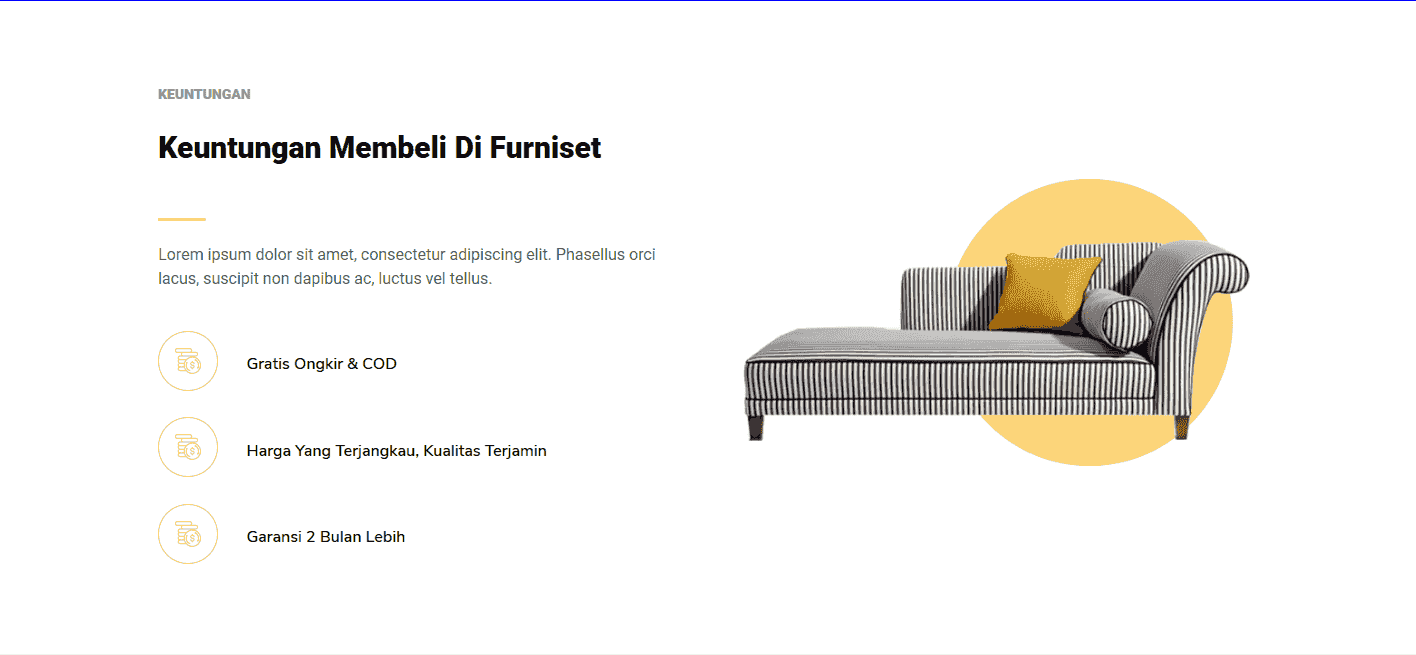 KEUNTUNGAN
Keuntungan Membeli Di Furniset
Lorem ipsum dolor sit amet, consectetur adipiscing elit. Phasellus orci
lacus, suscipit non dapibus ac, luctus vel tellus.
Gratis Ongkir & COD
Harga Yang Terjangkau, Kualitas Terjamin
Garansi 2 Bulan Lebih